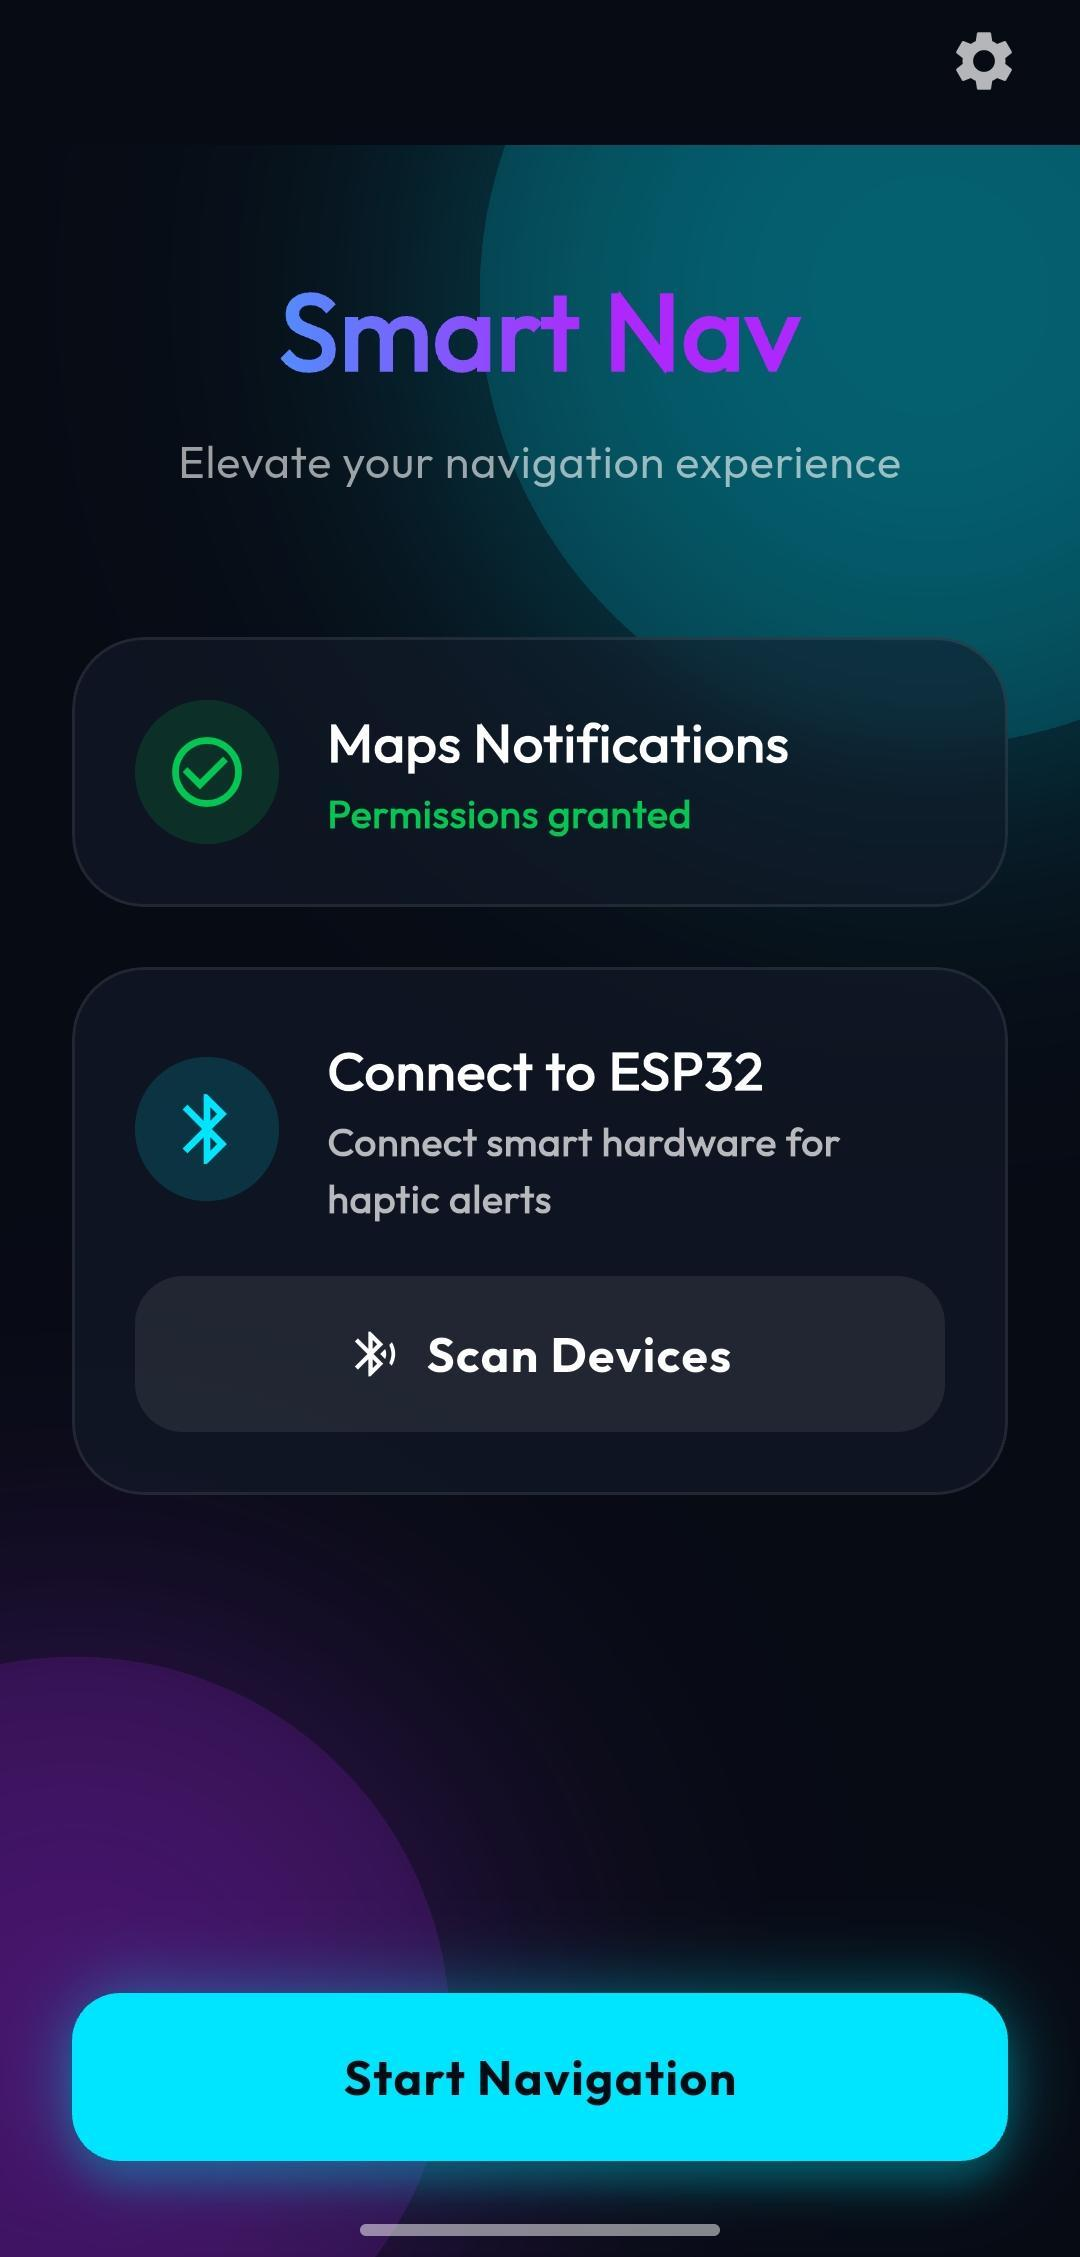 Smart Nav
Elevate your navigation experience
Maps Notifications
Permissions granted
Connect to ESP32
Connect smart hardware for
haptic alerts
Scan Devices
Start Navigation